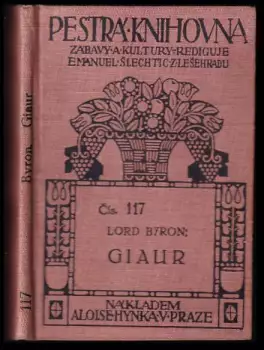 PESTRÁ·KNIHOVNA
ZÁBAVY·A·KULTURY·REDIGUJE
EMANUEL·ŠLECHTIC·Z·LEŠEHRADU
Čís. 117
LORD BYRON:
GIAUR
NÁKLADEM
ALOISE·HYNKA·V·PRAZE
Byron Giaur
117